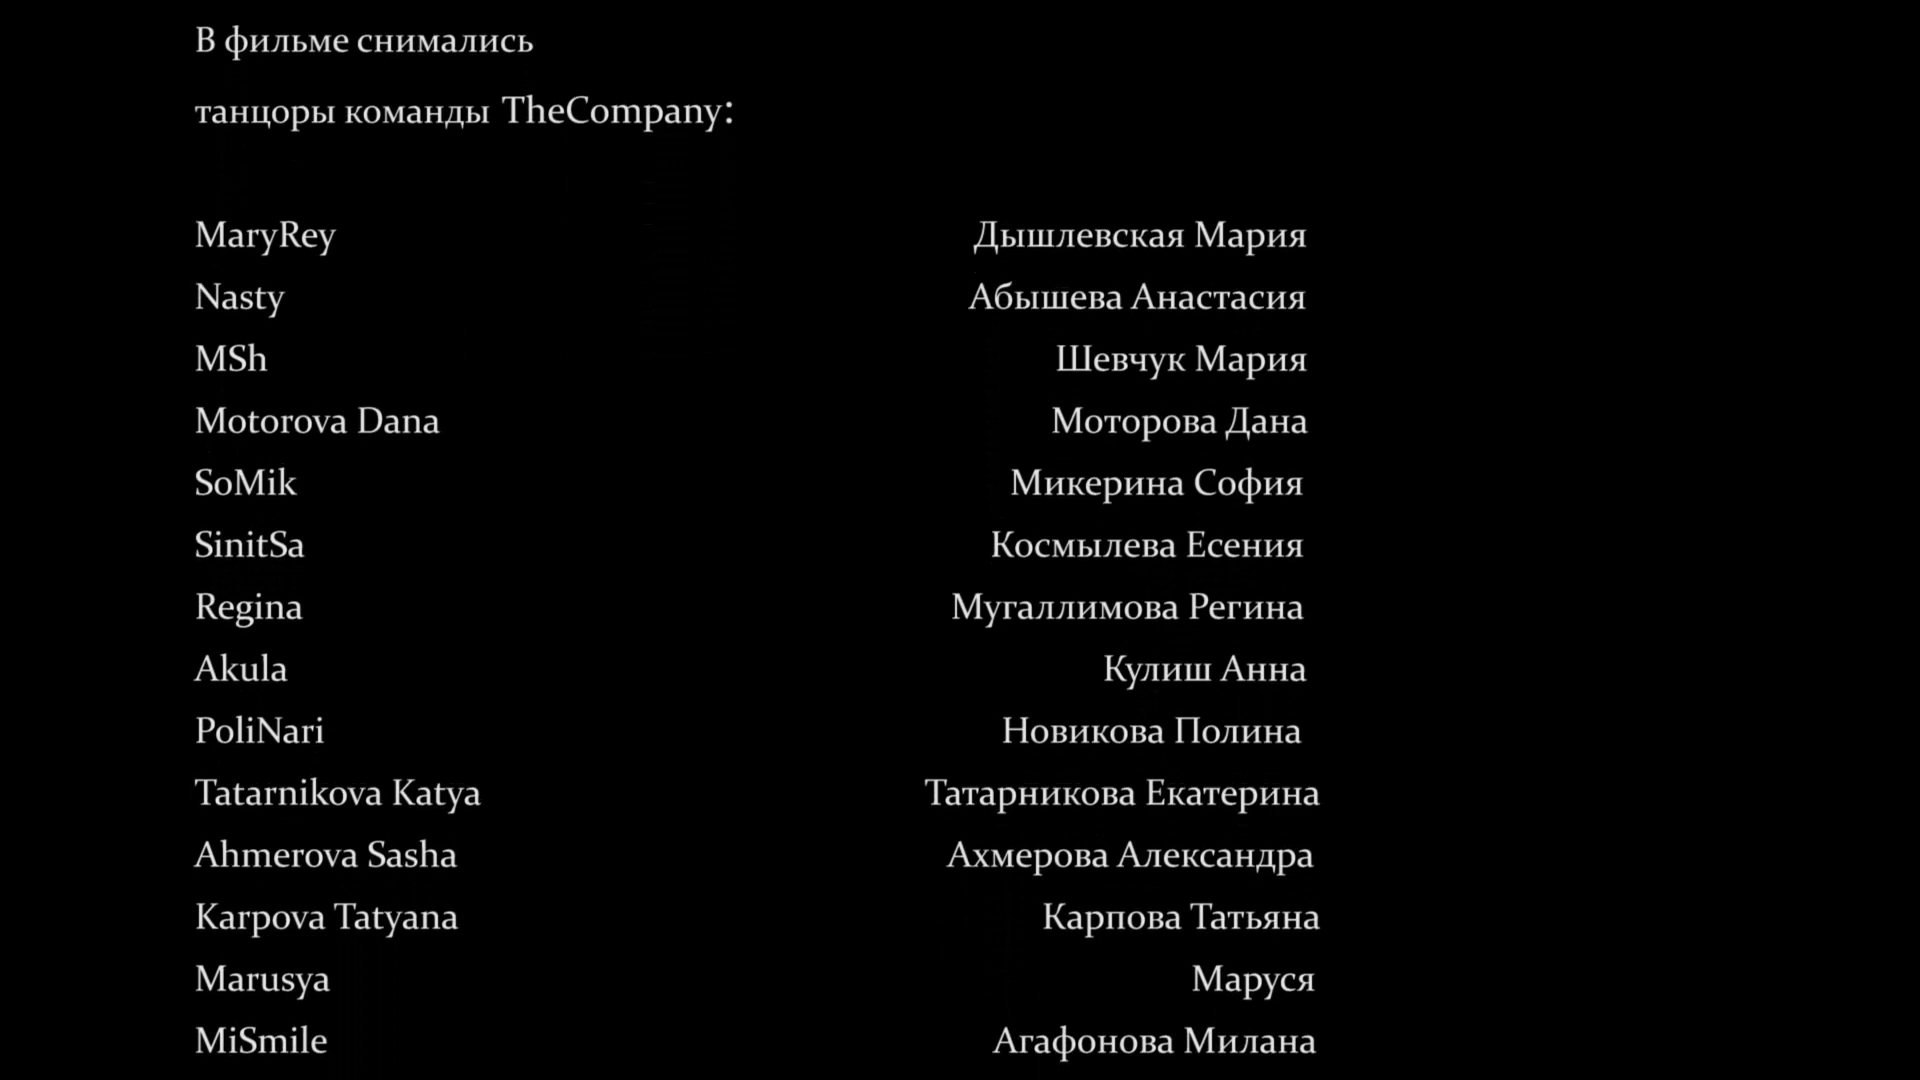 В фильме снимались
танцоры команды TheCompany:
MaryRey Дышлевская Мария
Nasty Абышева Анастасия
MSh Шевчук Мария
Motorova Dana Моторова Дана
SoMik Микерина София
SinitSa Космылева Есения
Regina Мугаллимова Регина
Akula Кулиш Анна
PoliNari Новикова Полина
Tatarnikova Katya Татарникова Екатерина
Ahmerova Sasha Ахмерова Александра
Karpova Tatyana Карпова Татьяна
Marusya Маруся
MiSmile Агафонова Милана